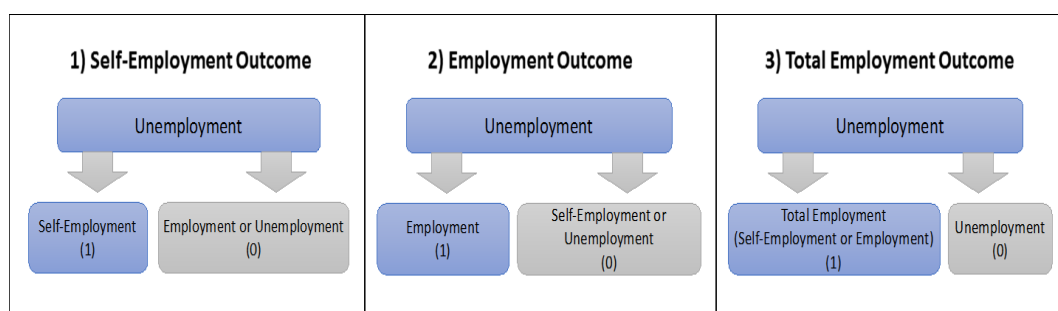 1) Self-Employment Outcome
Unemployment
Self-Employment
(1)
Employment or Unemployment
(0)
2) Employment Outcome
Unemployment
Employment
(1)
Self-Employment or
Unemployment
(0)
3) Total Employment Outcome
Unemployment
Total Employment
(Self-Employment or Employment)
(1)
Unemployment
(0)